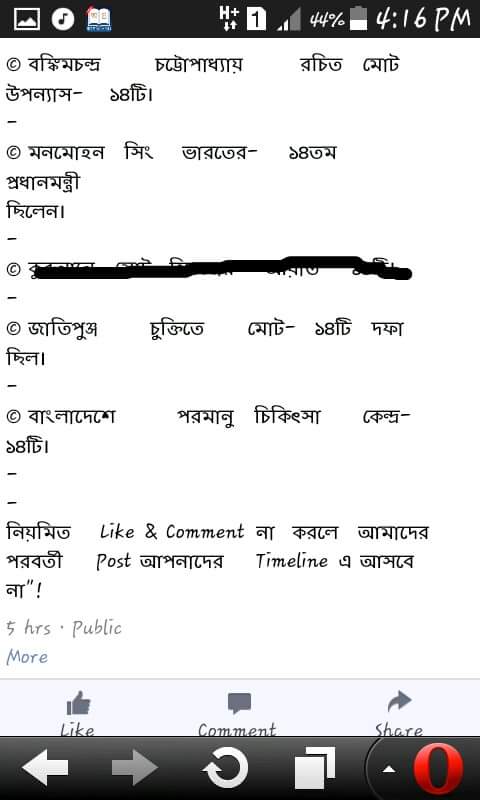 H+ 1 44% 4:16 PM
© বঙ্কিমচন্দ্র চট্টোপাধ্যায় রচিত মোট
উপন্যাস- ১৪টি।
-
© মনমোহন সিং ভারতের- ১৪তম
প্রধানমন্ত্রী
ছিলেন।
-
©
-
© জাতিপুঞ্জ চুক্তিতে মোট- ১৪টি দফা
ছিল।
-
© বাংলাদেশে পরমানু চিকিৎসা কেন্দ্র-
১৪টি।
-
-
নিয়মিত Like & Comment না করলে আমাদের
পরবর্তী Post আপনাদের Timeline এ আসবে
না"!
5 hrs · Public
More
Like Comment Share